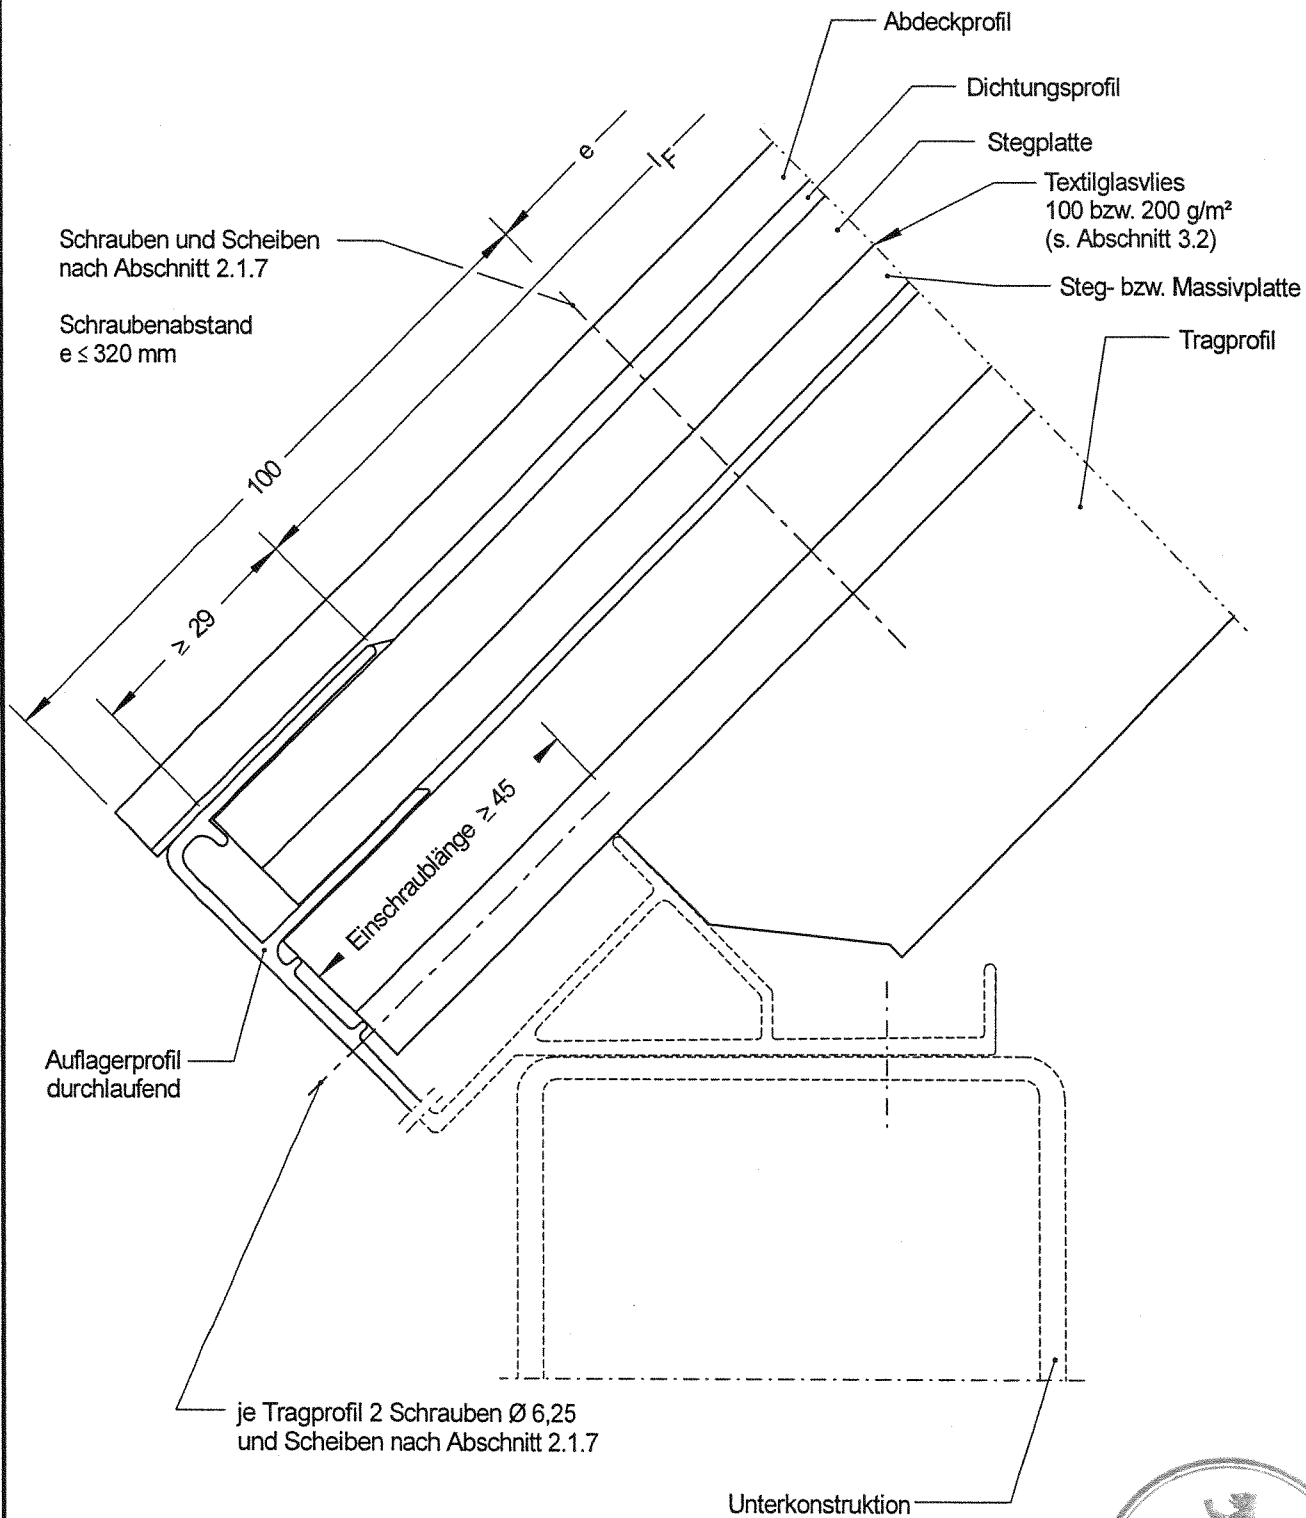 Abdeckprofil
Dichtungsprofil
Stegplatte
Textilglasvlies
100 bzw. 200 g/m²
(s. Abschnitt 3.2)
Steg- bzw. Massivplatte
Tragprofil
e
lF
Schrauben und Scheiben
nach Abschnitt 2.1.7
Schraubenabstand
e ≤ 320 mm
100
≥ 29
Einschraublänge ≥ 45
Auflagerprofil
durchlaufend
je Tragprofil 2 Schrauben Ø 6,25
und Scheiben nach Abschnitt 2.1.7
Unterkonstruktion